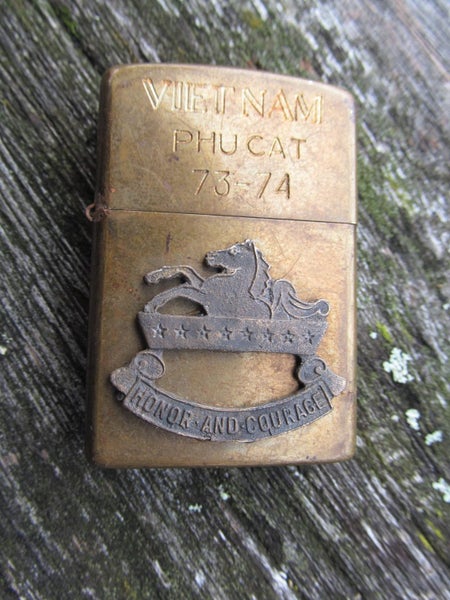 VIETNAM
PHU CAT
73-74
HONOR·AND·COURAGE